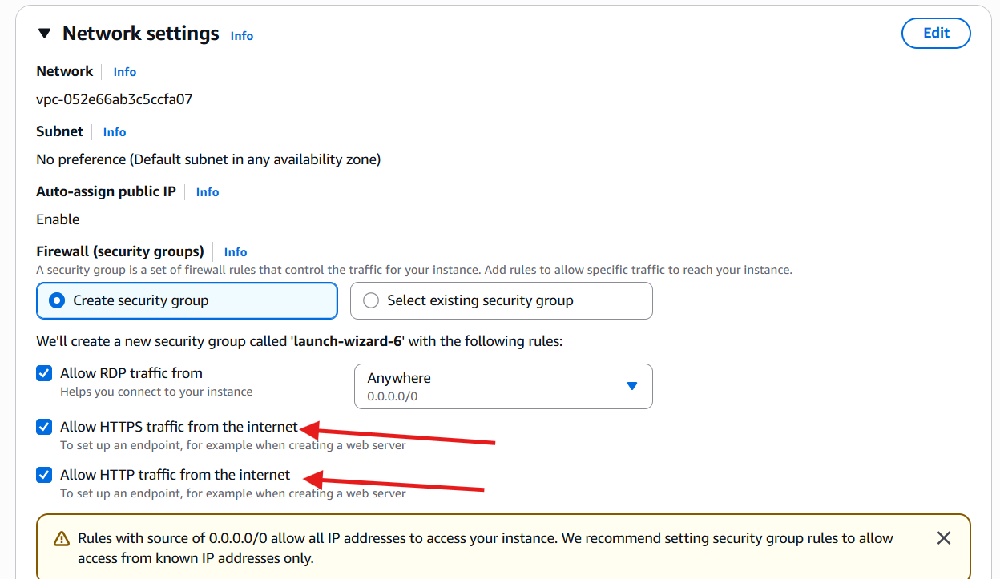 Network settings Info
Edit
Network Info
vpc-052e66ab3c5ccfa07
Subnet Info
No preference (Default subnet in any availability zone)
Auto-assign public IP Info
Enable
Firewall (security groups) Info
A security group is a set of firewall rules that control the traffic for your instance. Add rules to allow specific traffic to reach your instance.
Create security group
Select existing security group
We'll create a new security group called 'launch-wizard-6' with the following rules:
Allow RDP traffic from
Helps you connect to your instance
Anywhere
0.0.0.0/0
Allow HTTPS traffic from the internet
To set up an endpoint, for example when creating a web server
Allow HTTP traffic from the internet
To set up an endpoint, for example when creating a web server
Rules with source of 0.0.0.0/0 allow all IP addresses to access your instance. We recommend setting security group rules to allow
access from known IP addresses only.